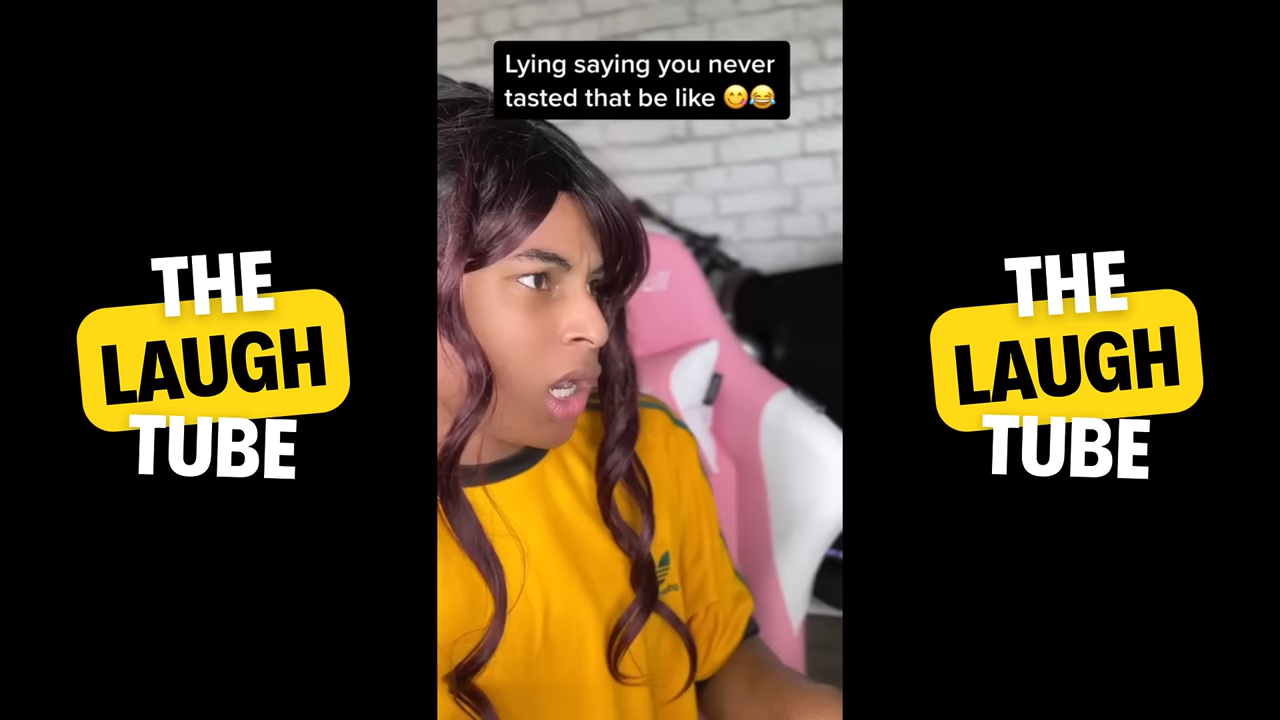 Lying saying you never
tasted that be like 😋😂
THE
LAUGH
TUBE
THE
LAUGH
TUBE